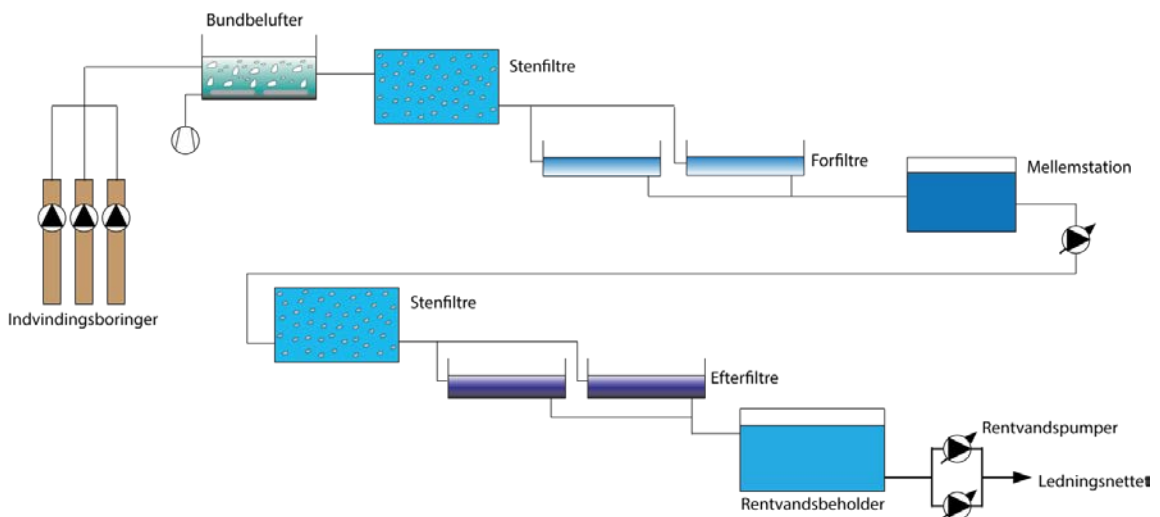 Bundbelufter
Stenfiltre
Forfiltre
Mellemstation
Indvindingsboringer
Stenfiltre
Efterfiltre
Rentvandspumper
Ledningsnettet
Rentvandsbeholder